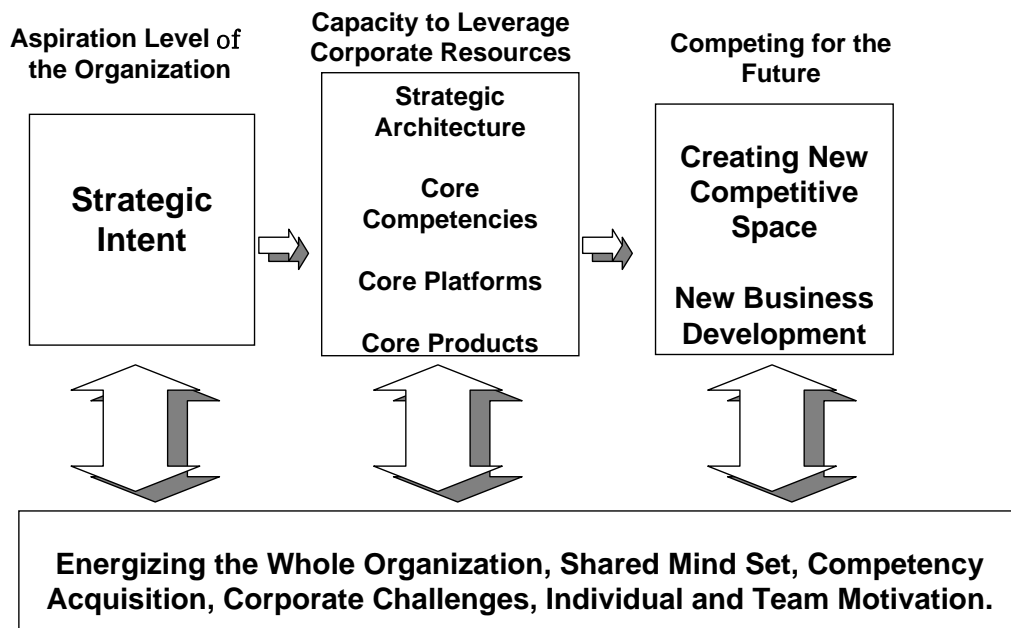 Aspiration Level of
the Organization
Strategic
Intent
Capacity to Leverage
Corporate Resources
Strategic
Architecture
Core
Competencies
Core Platforms
Core Products
Competing for the
Future
Creating New
Competitive
Space
New Business
Development
Energizing the Whole Organization, Shared Mind Set, Competency
Acquisition, Corporate Challenges, Individual and Team Motivation.